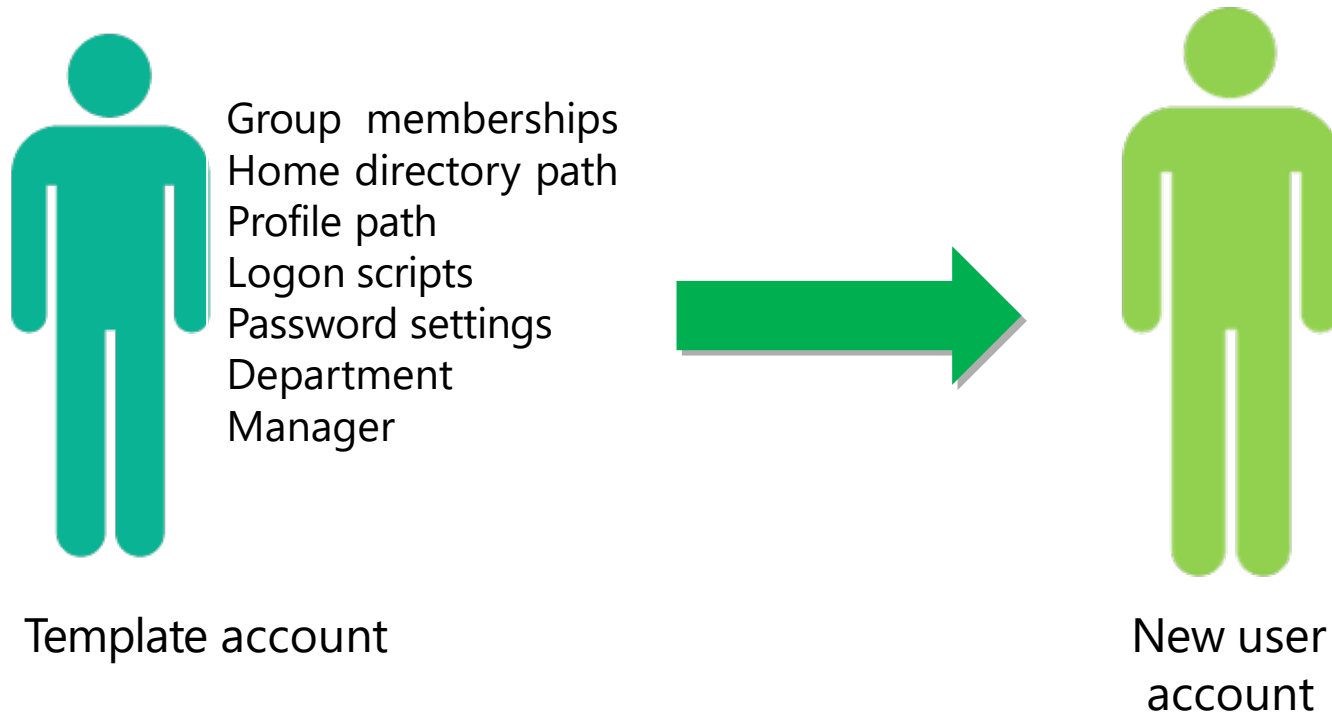 Group memberships
Home directory path
Profile path
Logon scripts
Password settings
Department
Manager
Template account
New user
account